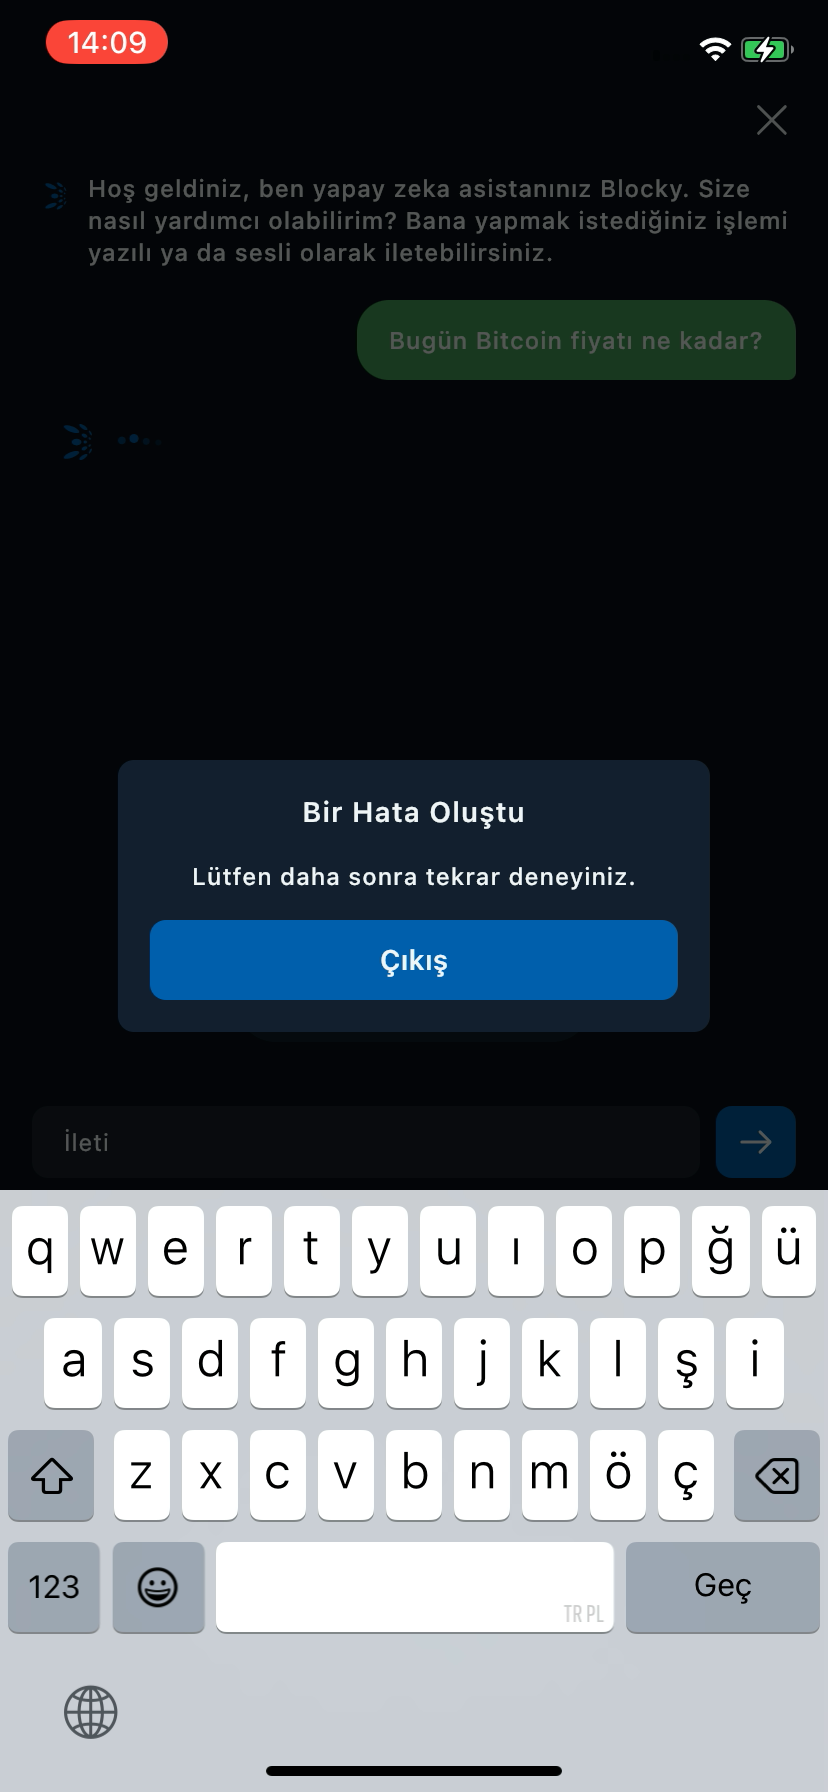 14:09
Hoş geldiniz, ben yapay zeka asistanınız Blocky. Size
nasıl yardımcı olabilirim? Bana yapmak istediğiniz işlemi
yazılı ya da sesli olarak iletebilirsiniz.
Bugün Bitcoin fiyatı ne kadar?
Bir Hata Oluştu
Lütfen daha sonra tekrar deneyiniz.
Çıkış
İleti
q w e r t y u ı o p ğ ü
a s d f g h j k l ş i
z x c v b n m ö ç
123
TR PL
Geç